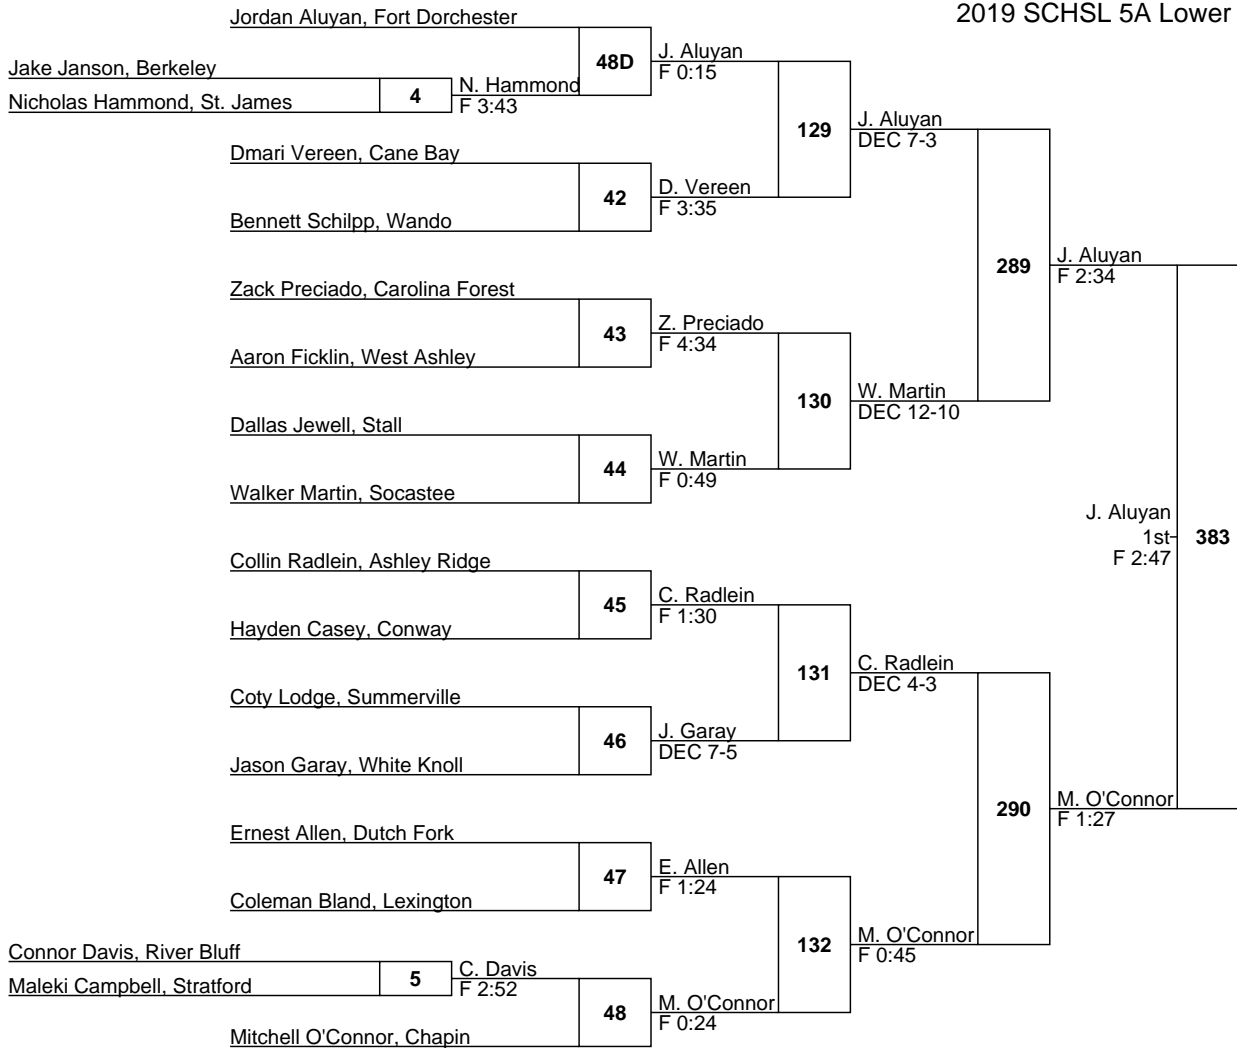 2019 SCHSL 5A Lower
Jordan Aluyan, Fort Dorchester
48D
J. Aluyan
F 0:15
Jake Janson, Berkeley
4
N. Hammond
F 3:43
Nicholas Hammond, St. James
129
J. Aluyan
DEC 7-3
Dmari Vereen, Cane Bay
42
D. Vereen
F 3:35
Bennett Schilpp, Wando
289
J. Aluyan
F 2:34
Zack Preciado, Carolina Forest
43
Z. Preciado
F 4:34
Aaron Ficklin, West Ashley
130
W. Martin
DEC 12-10
Dallas Jewell, Stall
44
W. Martin
F 0:49
Walker Martin, Socastee
J. Aluyan
1st
F 2:47
383
Collin Radlein, Ashley Ridge
45
C. Radlein
F 1:30
Hayden Casey, Conway
131
C. Radlein
DEC 4-3
Coty Lodge, Summerville
46
J. Garay
DEC 7-5
Jason Garay, White Knoll
290
M. O'Connor
F 1:27
Ernest Allen, Dutch Fork
47
E. Allen
F 1:24
Coleman Bland, Lexington
132
M. O'Connor
F 0:45
Connor Davis, River Bluff
5
C. Davis
F 2:52
Maleki Campbell, Stratford
48
M. O'Connor
F 0:24
Mitchell O'Connor, Chapin